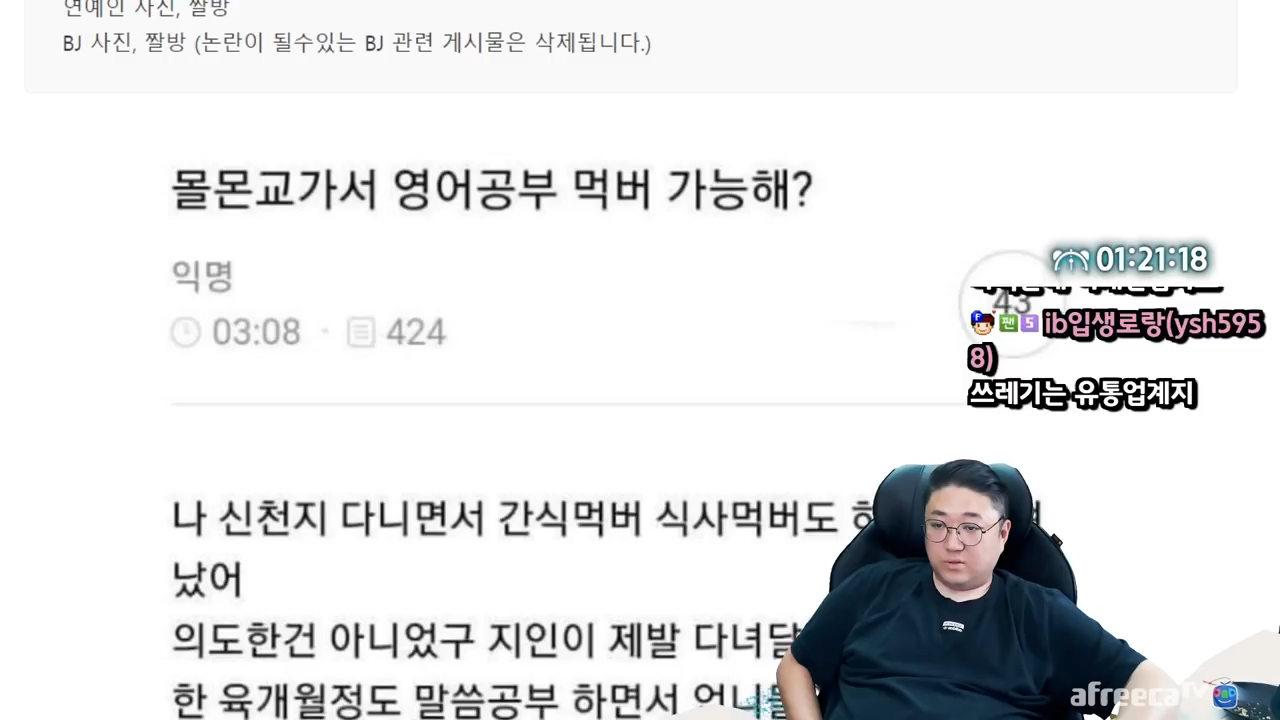 연예인 사진, 짤방
BJ 사진, 짤방 (논란이 될수있는 BJ 관련 게시물은 삭제됩니다.)
몰몬교가서 영어공부 먹버 가능해?
익명
03:08 · 424
43
01:21:18
F 팬 5 ib입생로랑(ysh595
8)
쓰레기는 유통업계지
나 신천지 다니면서 간식먹버 식사먹버도
났어
의도한건 아니었구 지인이 제발 다녀달
한 육개월정도 말씀공부 하면서 언니들
afreecaTV